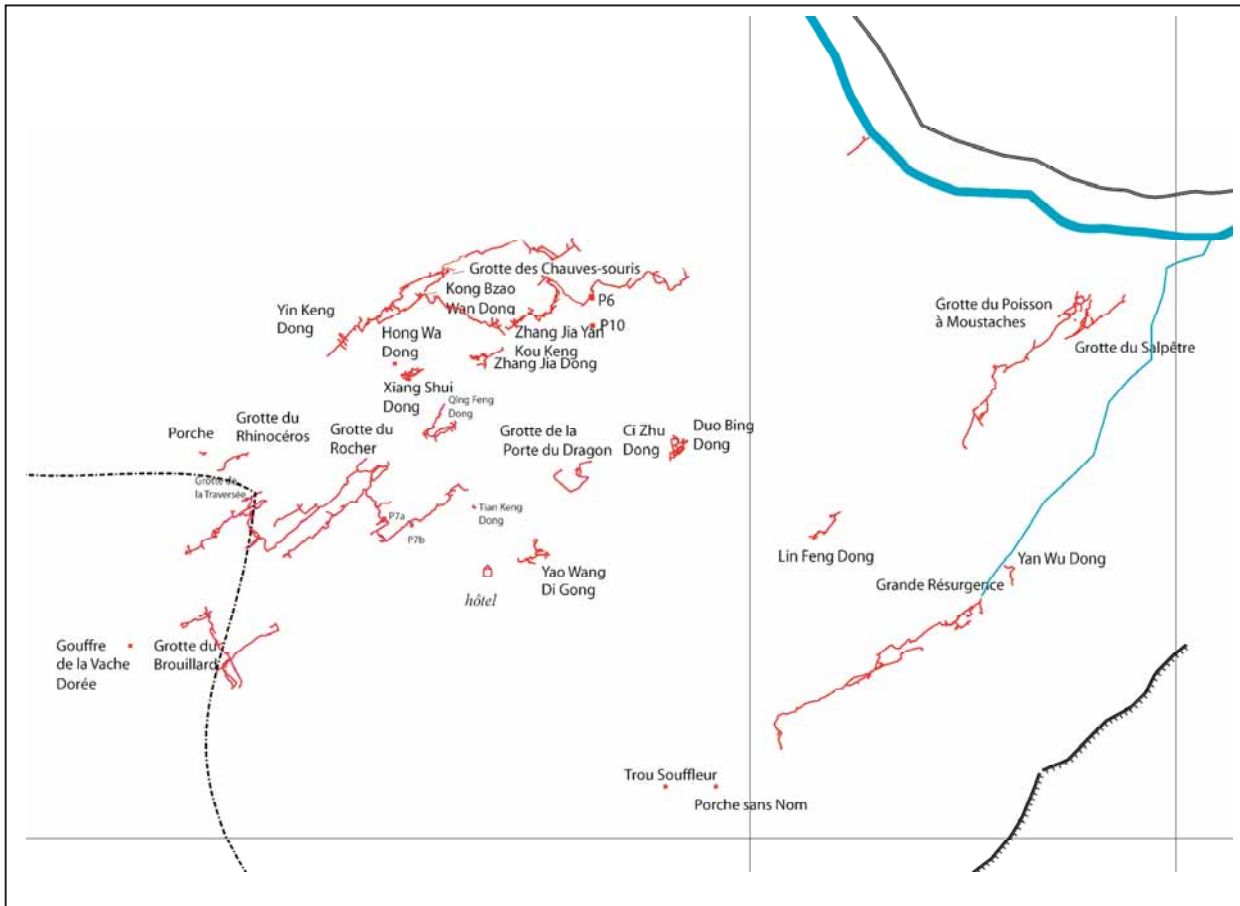 Grotte des Chauves-souris
Kong Bzao
Wan Dong
P6
Yin Keng
Dong
Hong Wa
Dong
P10
Zhang Jia Yan
Kou Keng
Zhang Jia Dong
Grotte du Poisson
à Moustaches
Grotte du Salpêtre
Xiang Shui
Dong
Qing Feng
Dong
Porche
Grotte du
Rhinocéros
Grotte du
Rocher
Grotte de la
Porte du Dragon
Ci Zhu
Dong
Duo Bing
Dong
Grotte de
la Traversée
P7a
P7b
Tian Keng
Dong
Yao Wang
Di Gong
hôtel
Lin Feng Dong
Yan Wu Dong
Grande Résurgence
Gouffre
de la Vache
Dorée
Grotte du
Brouillard
Trou Souffleur
Porche sans Nom